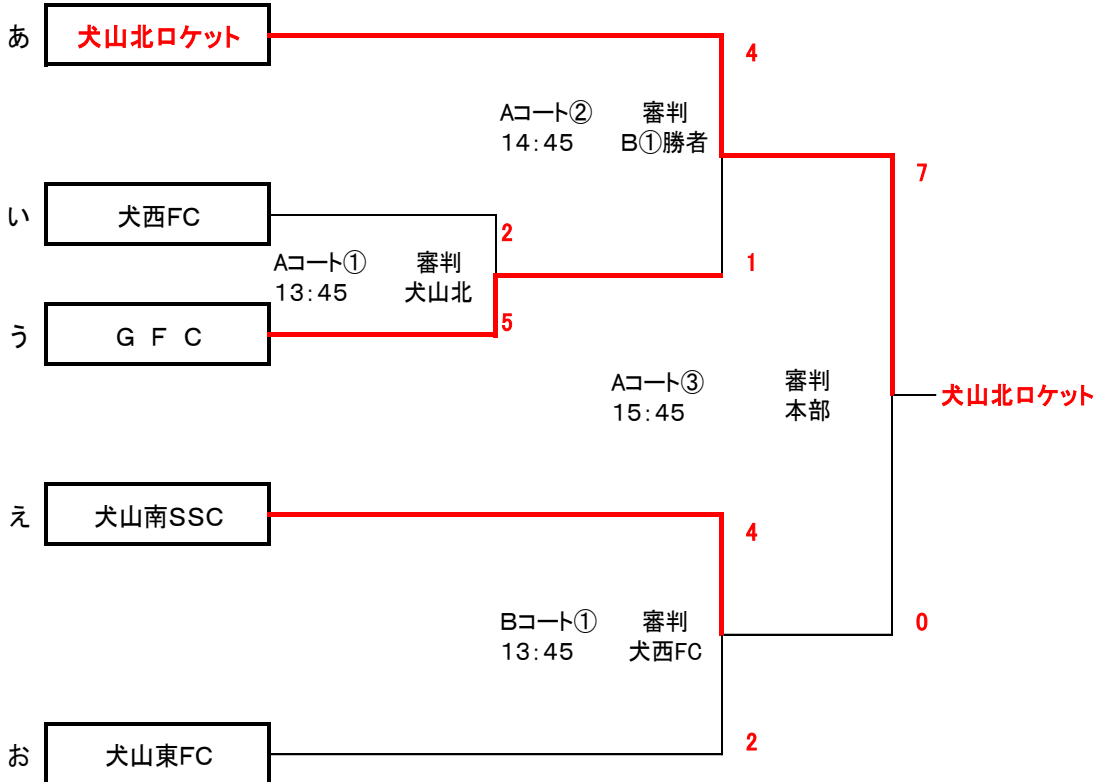 あ 犬山北ロケット
4
Aコート② 審判
14:45 B①勝者
7
い 犬西FC
2
Aコート① 審判
13:45 犬山北
1
う G F C
5
Aコート③ 審判
15:45 本部
犬山北ロケット
え 犬山南SSC
4
Bコート① 審判
13:45 犬西FC
0
お 犬山東FC
2